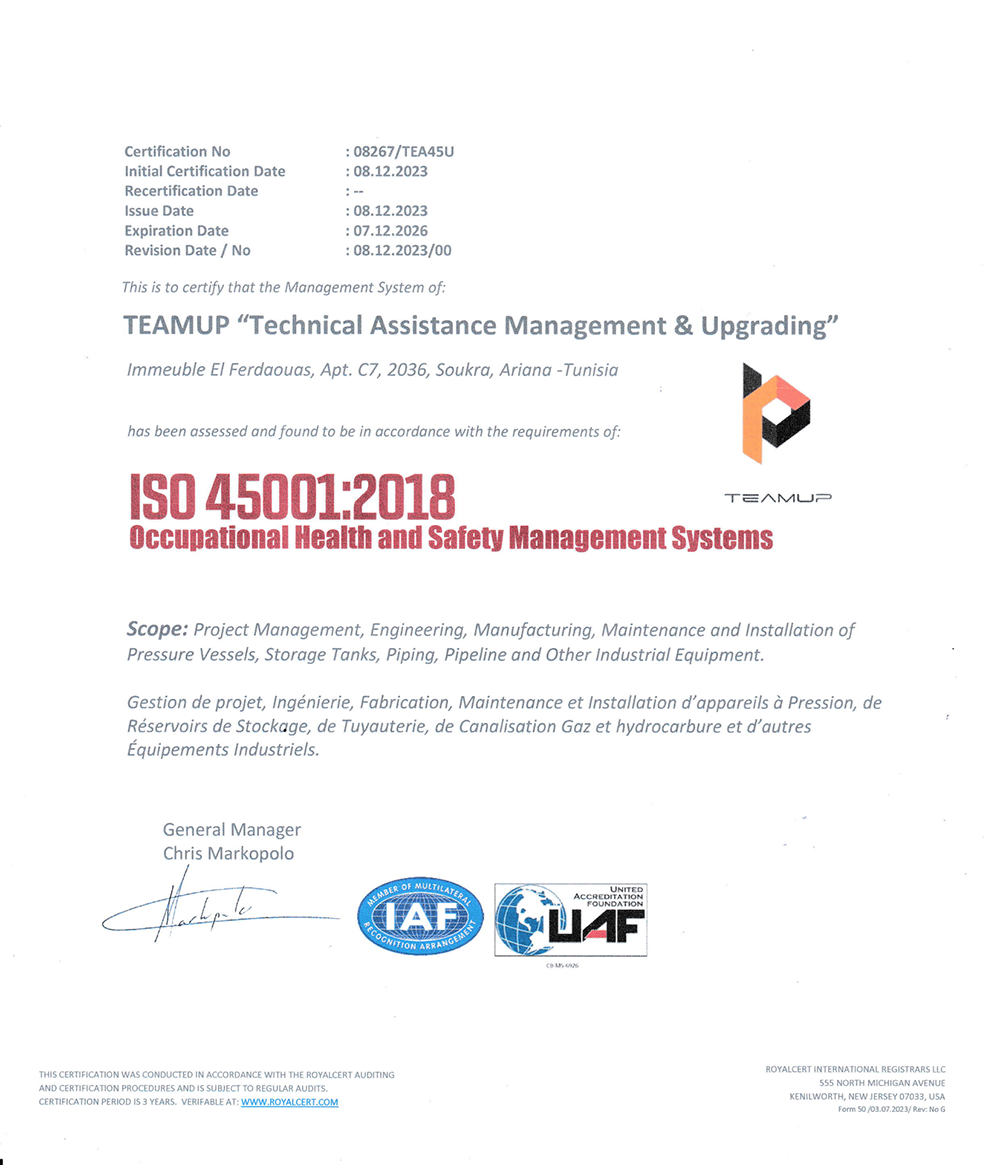 Certification No : 08267/TEA45U
Initial Certification Date : 08.12.2023
Recertification Date : --
Issue Date : 08.12.2023
Expiration Date : 07.12.2026
Revision Date / No : 08.12.2023/00
This is to certify that the Management System of:
TEAMUP “Technical Assistance Management & Upgrading”
Immeuble El Ferdaouas, Apt. C7, 2036, Soukra, Ariana -Tunisia
has been assessed and found to be in accordance with the requirements of:
TEAMUP
ISO 45001:2018
Occupational Health and Safety Management Systems
Scope: Project Management, Engineering, Manufacturing, Maintenance and Installation of
Pressure Vessels, Storage Tanks, Piping, Pipeline and Other Industrial Equipment.
Gestion de projet, Ingénierie, Fabrication, Maintenance et Installation d’appareils à Pression, de
Réservoirs de Stockage, de Tuyauterie, de Canalisation Gaz et hydrocarbure et d’autres
Équipements Industriels.
General Manager
Chris Markopolo
MEMBER OF MULTILATERAL
IAF
RECOGNITION ARRANGEMENT
UNITED
ACCREDITATION
FOUNDATION
UAF
CB-MS-6926
THIS CERTIFICATION WAS CONDUCTED IN ACCORDANCE WITH THE ROYALCERT AUDITING
AND CERTIFICATION PROCEDURES AND IS SUBJECT TO REGULAR AUDITS.
CERTIFICATION PERIOD IS 3 YEARS. VERIFABLE AT: WWW.ROYALCERT.COM
ROYALCERT INTERNATIONAL REGISTRARS LLC
555 NORTH MICHIGAN AVENUE
KENILWORTH, NEW JERSEY 07033, USA
Form 50 /03.07.2023/ Rev: No G